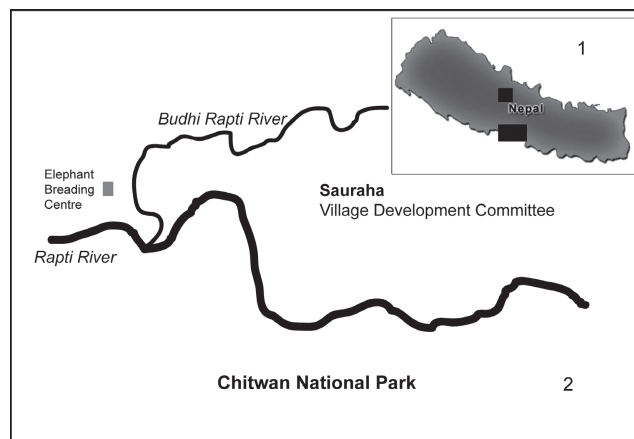 1
Nepal
Budhi Rapti River
Elephant
Breading
Centre
Sauraha
Village Development Committee
Rapti River
Chitwan National Park
2